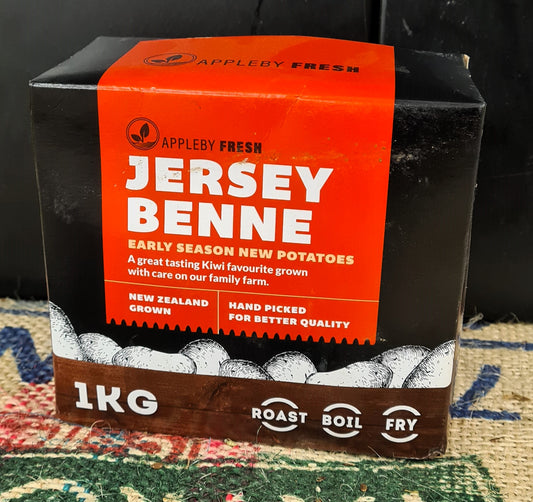 APPLEBY FRESH
APPLEBY FRESH
JERSEY
BENNE
EARLY SEASON NEW POTATOES
A great tasting Kiwi favourite grown
with care on our family farm.
NEW ZEALAND
GROWN
HAND PICKED
FOR BETTER QUALITY
1KG
ROAST BOIL FRY